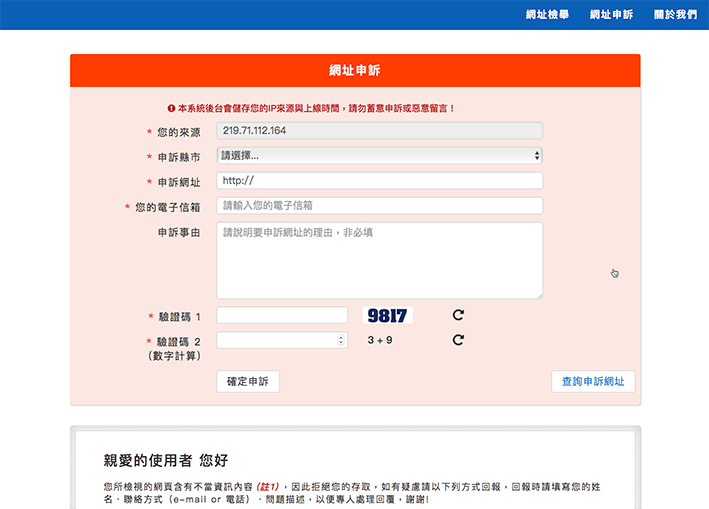 網址檢舉 網址申訴 關於我們
網址申訴
本系統後台會儲存您的IP來源與上線時間，請勿蓄意申訴或惡意留言！
* 您的來源 219.71.112.164
* 申訴縣市 請選擇...
* 申訴網址 http://
* 您的電子信箱 請輸入您的電子信箱
申訴事由 請說明要申訴網址的理由，非必填
* 驗證碼 1 9817
* 驗證碼 2 3 + 9
（數字計算）
確定申訴 查詢申訴網址
親愛的使用者 您好
您所檢視的網頁含有不當資訊內容 (註1) ，因此拒絕您的存取，如有疑慮請以下列方式回報，回報時請填寫您的姓
名．聯絡方式（e-mail or 電話）．問題描述，以便專人處理回覆，謝謝!